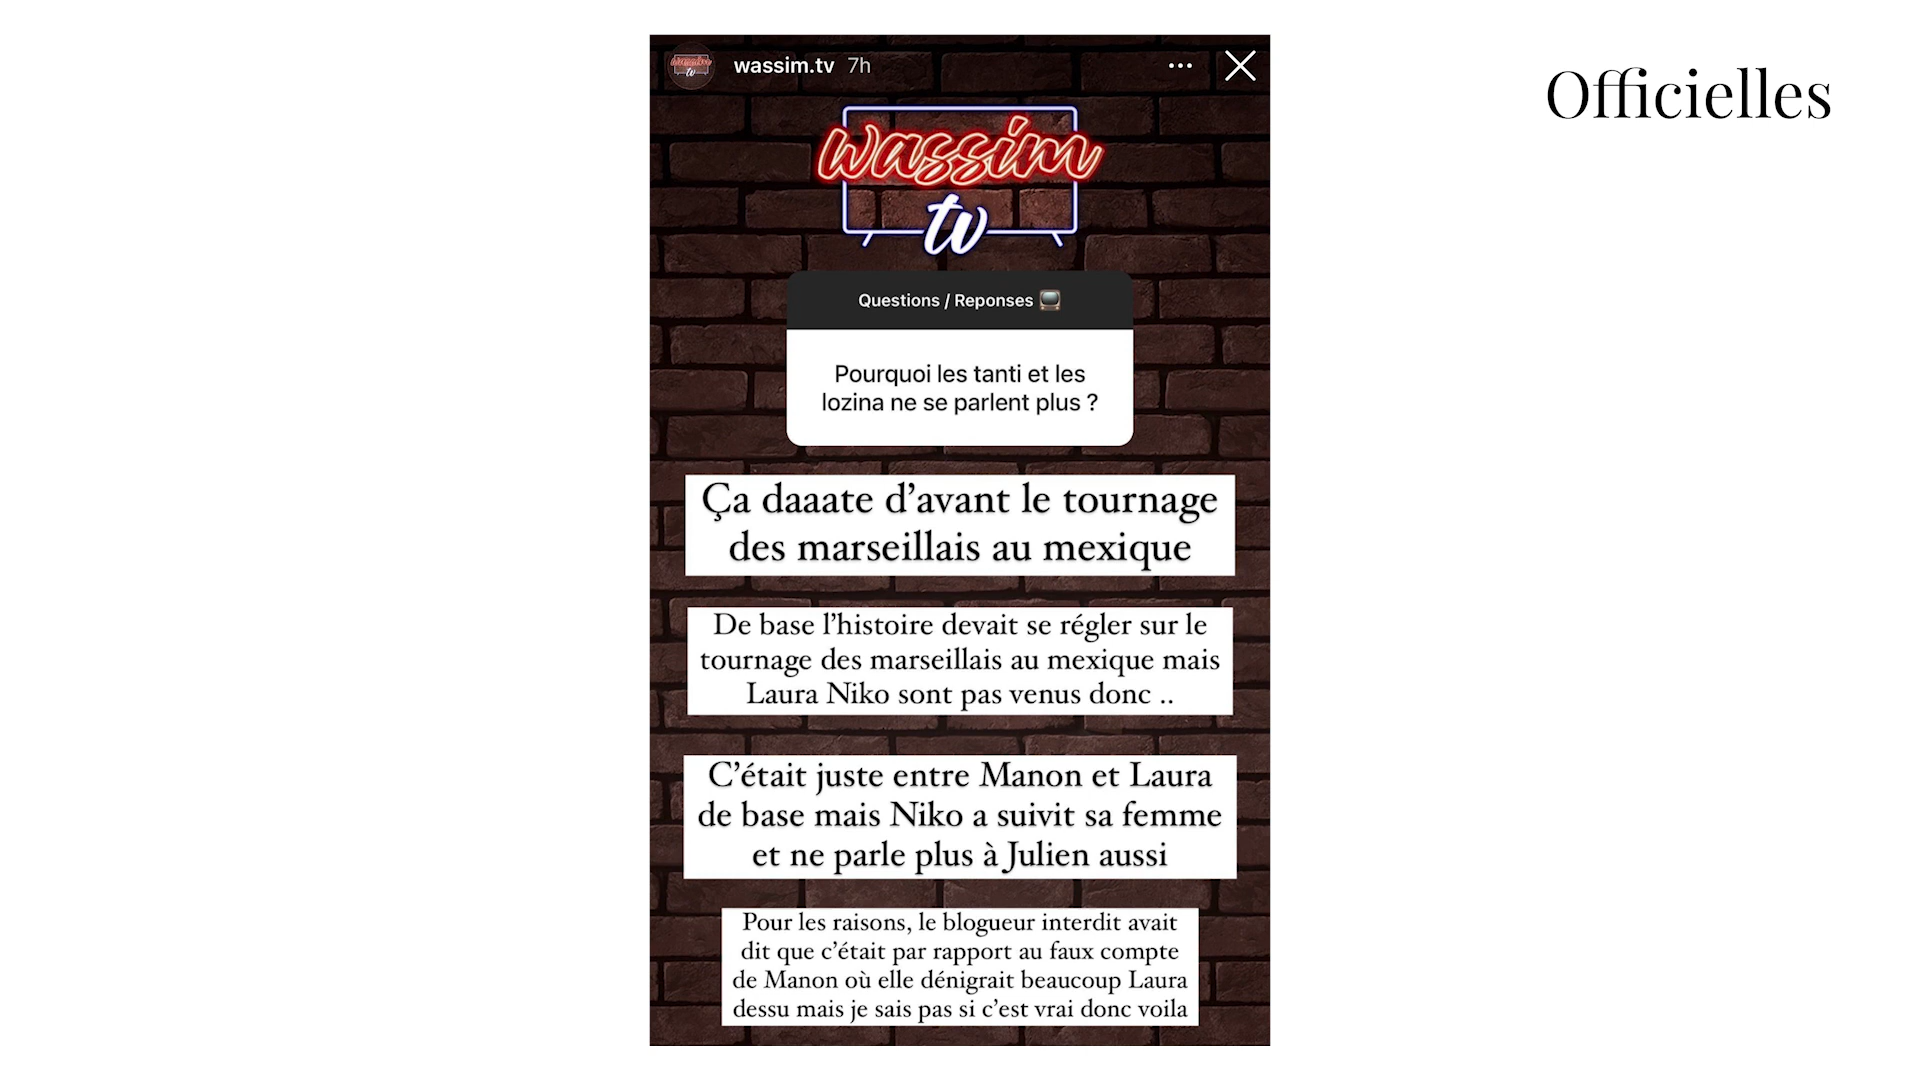 wassim.tv 7h
Officielles
wassim
tv
Questions / Reponses
Pourquoi les tanti et les
lozina ne se parlent plus ?
Ça daaate d’avant le tournage
des marseillais au mexique
De base l’histoire devait se régler sur le
tournage des marseillais au mexique mais
Laura Niko sont pas venus donc ..
C’était juste entre Manon et Laura
de base mais Niko a suivit sa femme
et ne parle plus à Julien aussi
Pour les raisons, le blogueur interdit avait
dit que c’était par rapport au faux compte
de Manon où elle dénigrait beaucoup Laura
dessu mais je sais pas si c’est vrai donc voila